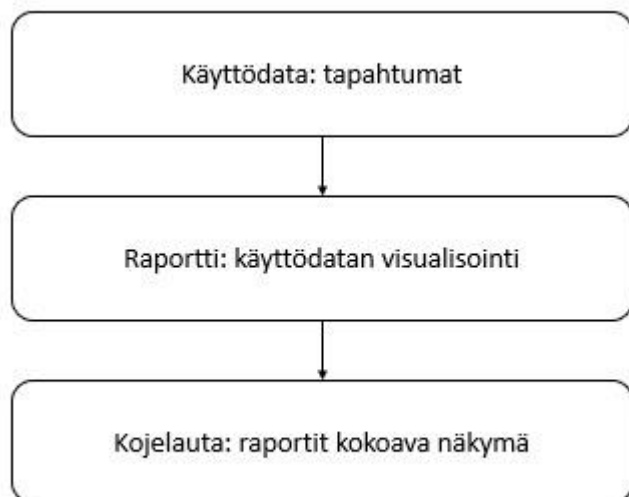 Käyttödata: tapahtumat
Raportti: käyttödatan visualisointi
Kojelauta: raportit kokoava näkymä